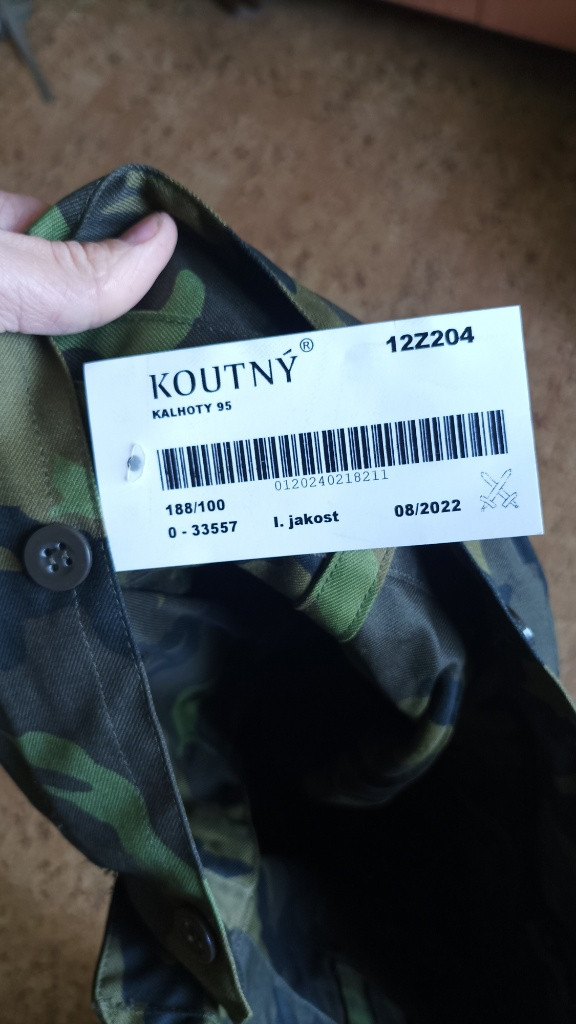 KOUTNÝ®
12Z204
KALHOTY 95
0120240218211
188/100
0 - 33557 I. jakost 08/2022